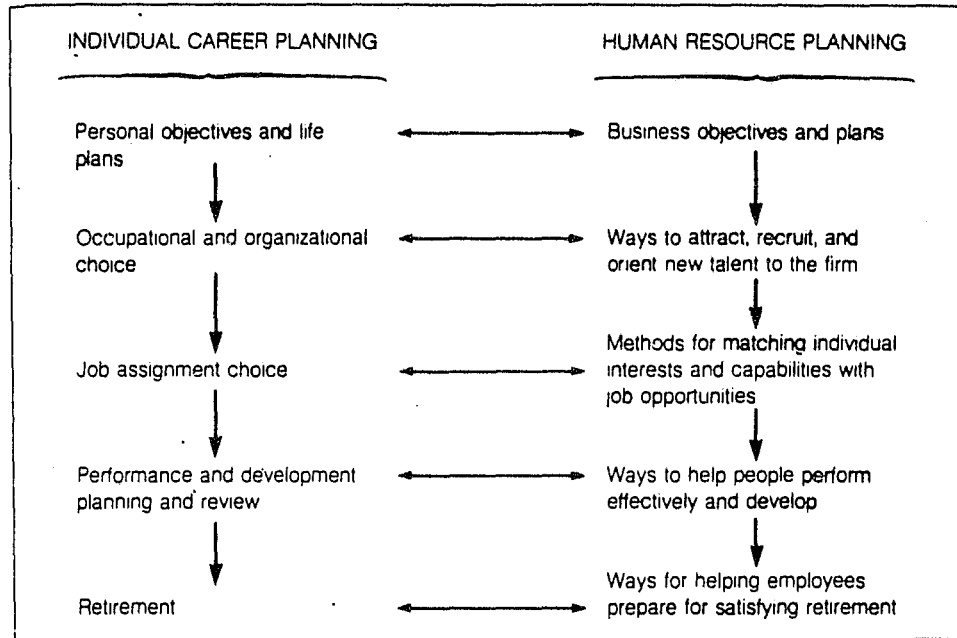 INDIVIDUAL CAREER PLANNING
HUMAN RESOURCE PLANNING
Personal objectives and life
plans
Business objectives and plans
Occupational and organizational
choice
Ways to attract, recruit, and
orient new talent to the firm
Job assignment choice
Methods for matching individual
interests and capabilities with
job opportunities
Performance and development
planning and review
Ways to help people perform
effectively and develop
Retirement
Ways for helping employees
prepare for satisfying retirement